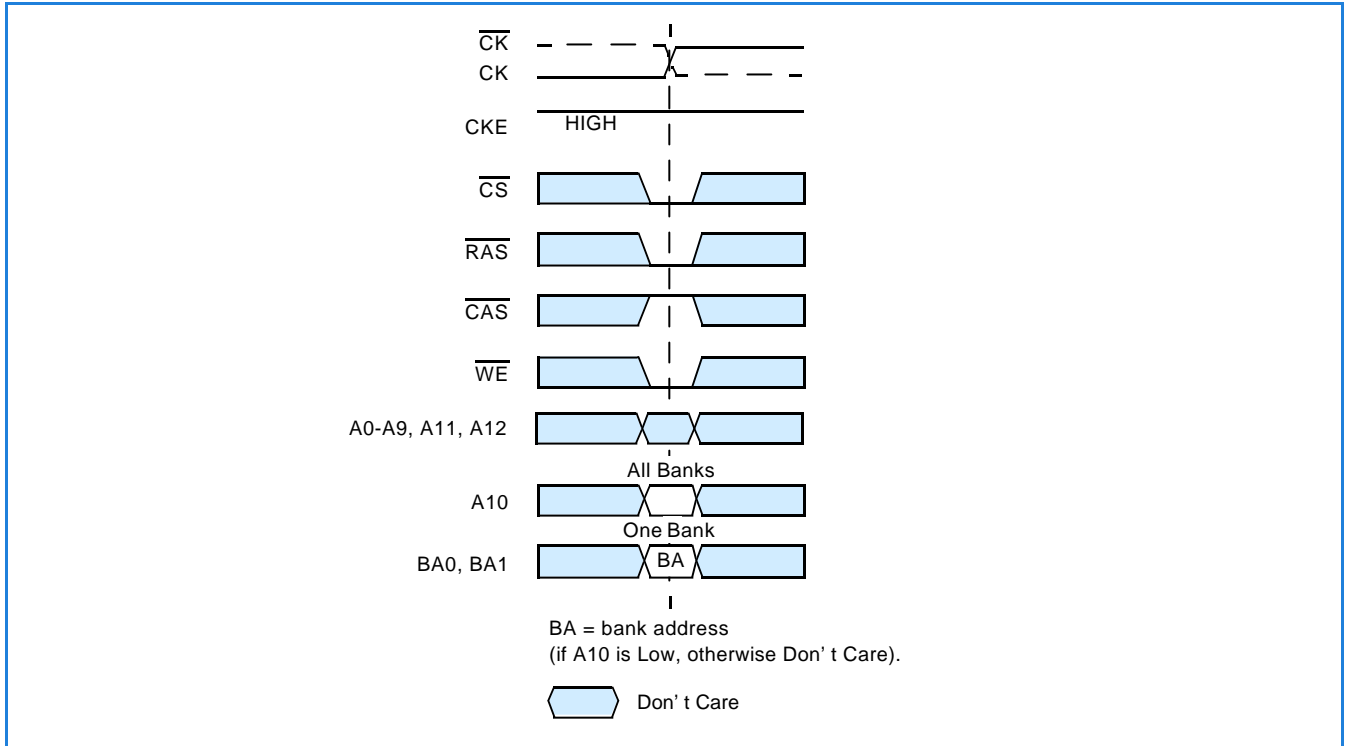 CK
CK
CKE
HIGH
CS
RAS
CAS
WE
A0-A9, A11, A12
All Banks
A10
One Bank
BA0, BA1
BA
BA = bank address
(if A10 is Low, otherwise Don' t Care).
Don' t Care